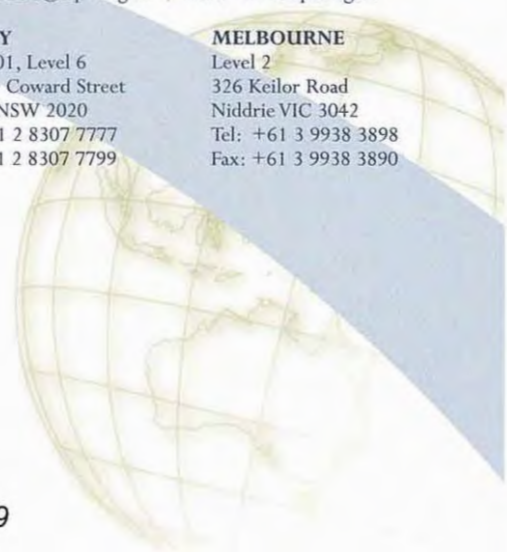 Y
01, Level 6
Coward Street
NSW 2020
1 2 8307 7777
1 2 8307 7799
MELBOURNE
Level 2
326 Keilor Road
Niddrie VIC 3042
Tel: +61 3 9938 3898
Fax: +61 3 9938 3890
9